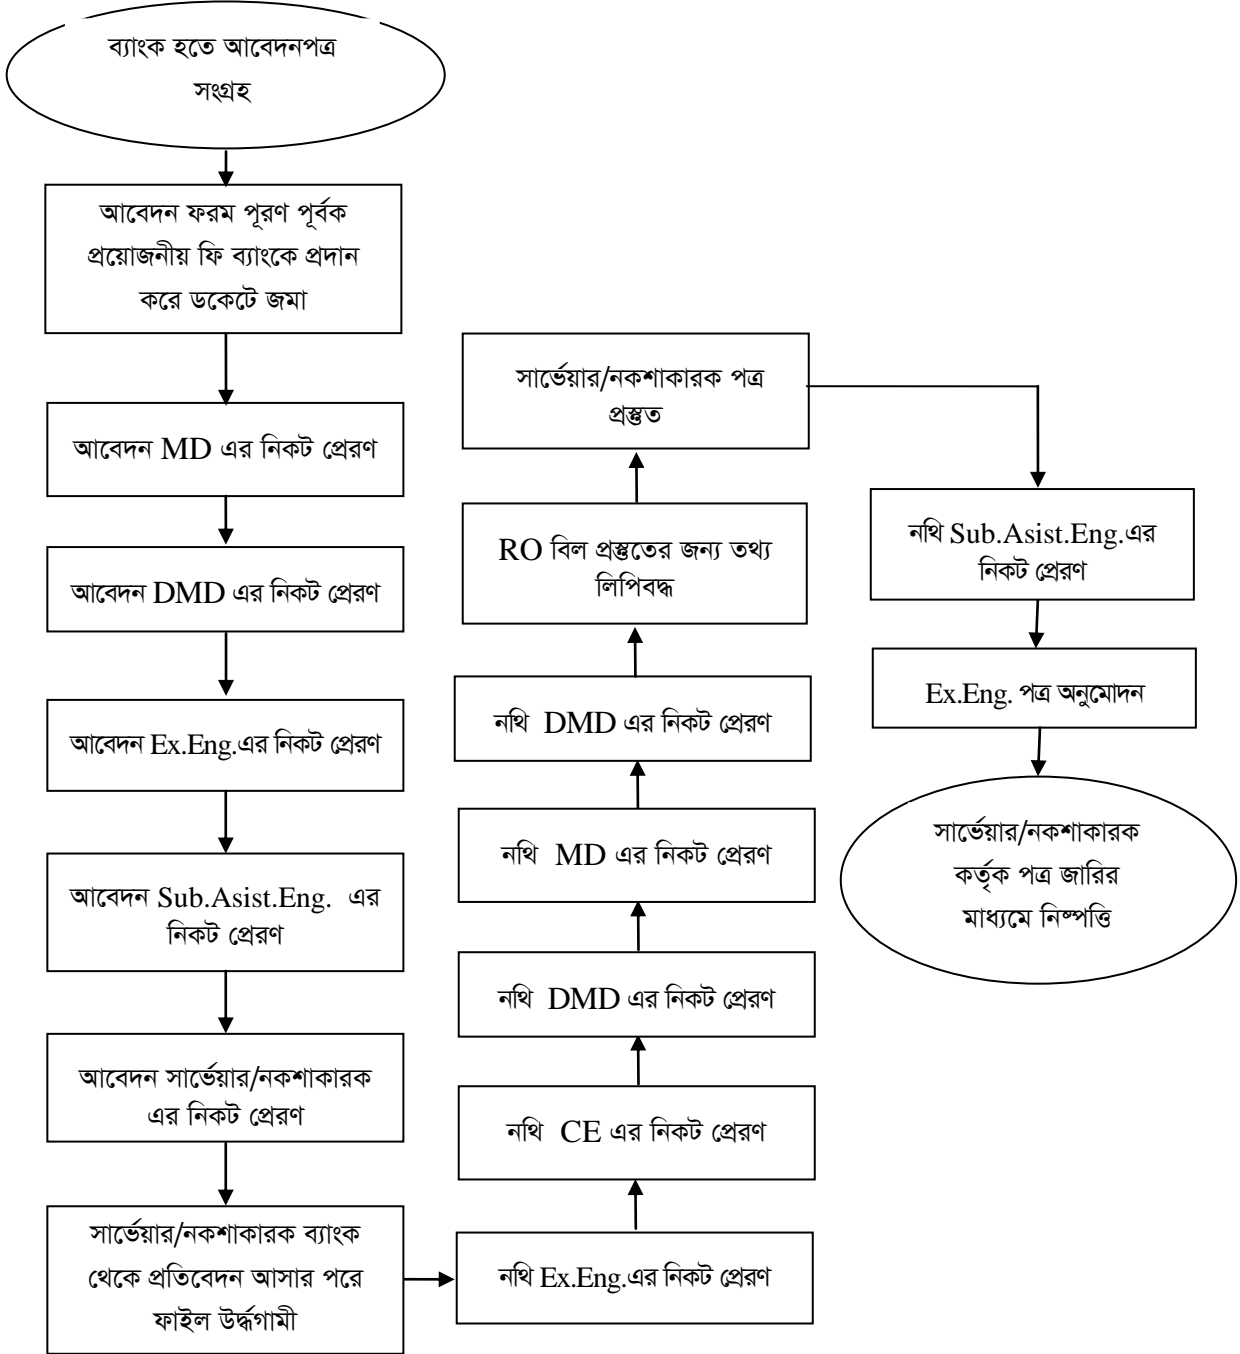 ব্যাংক হতে আবেদনপত্র
সংগ্রহ
আবেদন ফরম পূরণ পূর্বক
প্রয়োজনীয় ফি ব্যাংকে প্রদান
করে ডকেটে জমা
আবেদন MD এর নিকট প্রেরণ
আবেদন DMD এর নিকট প্রেরণ
আবেদন Ex.Eng.এর নিকট প্রেরণ
আবেদন Sub.Asist.Eng. এর
নিকট প্রেরণ
আবেদন সার্ভেয়ার/নকশাকারক
এর নিকট প্রেরণ
সার্ভেয়ার/নকশাকারক ব্যাংক
থেকে প্রতিবেদন আসার পরে
ফাইল উর্দ্ধগামী
নথি Ex.Eng.এর নিকট প্রেরণ
নথি CE এর নিকট প্রেরণ
নথি DMD এর নিকট প্রেরণ
নথি MD এর নিকট প্রেরণ
নথি DMD এর নিকট প্রেরণ
RO বিল প্রস্তুতের জন্য তথ্য
লিপিবদ্ধ
সার্ভেয়ার/নকশাকারক পত্র
প্রস্তুত
নথি Sub.Asist.Eng.এর
নিকট প্রেরণ
Ex.Eng. পত্র অনুমোদন
সার্ভেয়ার/নকশাকারক
কর্তৃক পত্র জারির
মাধ্যমে নিষ্পত্তি